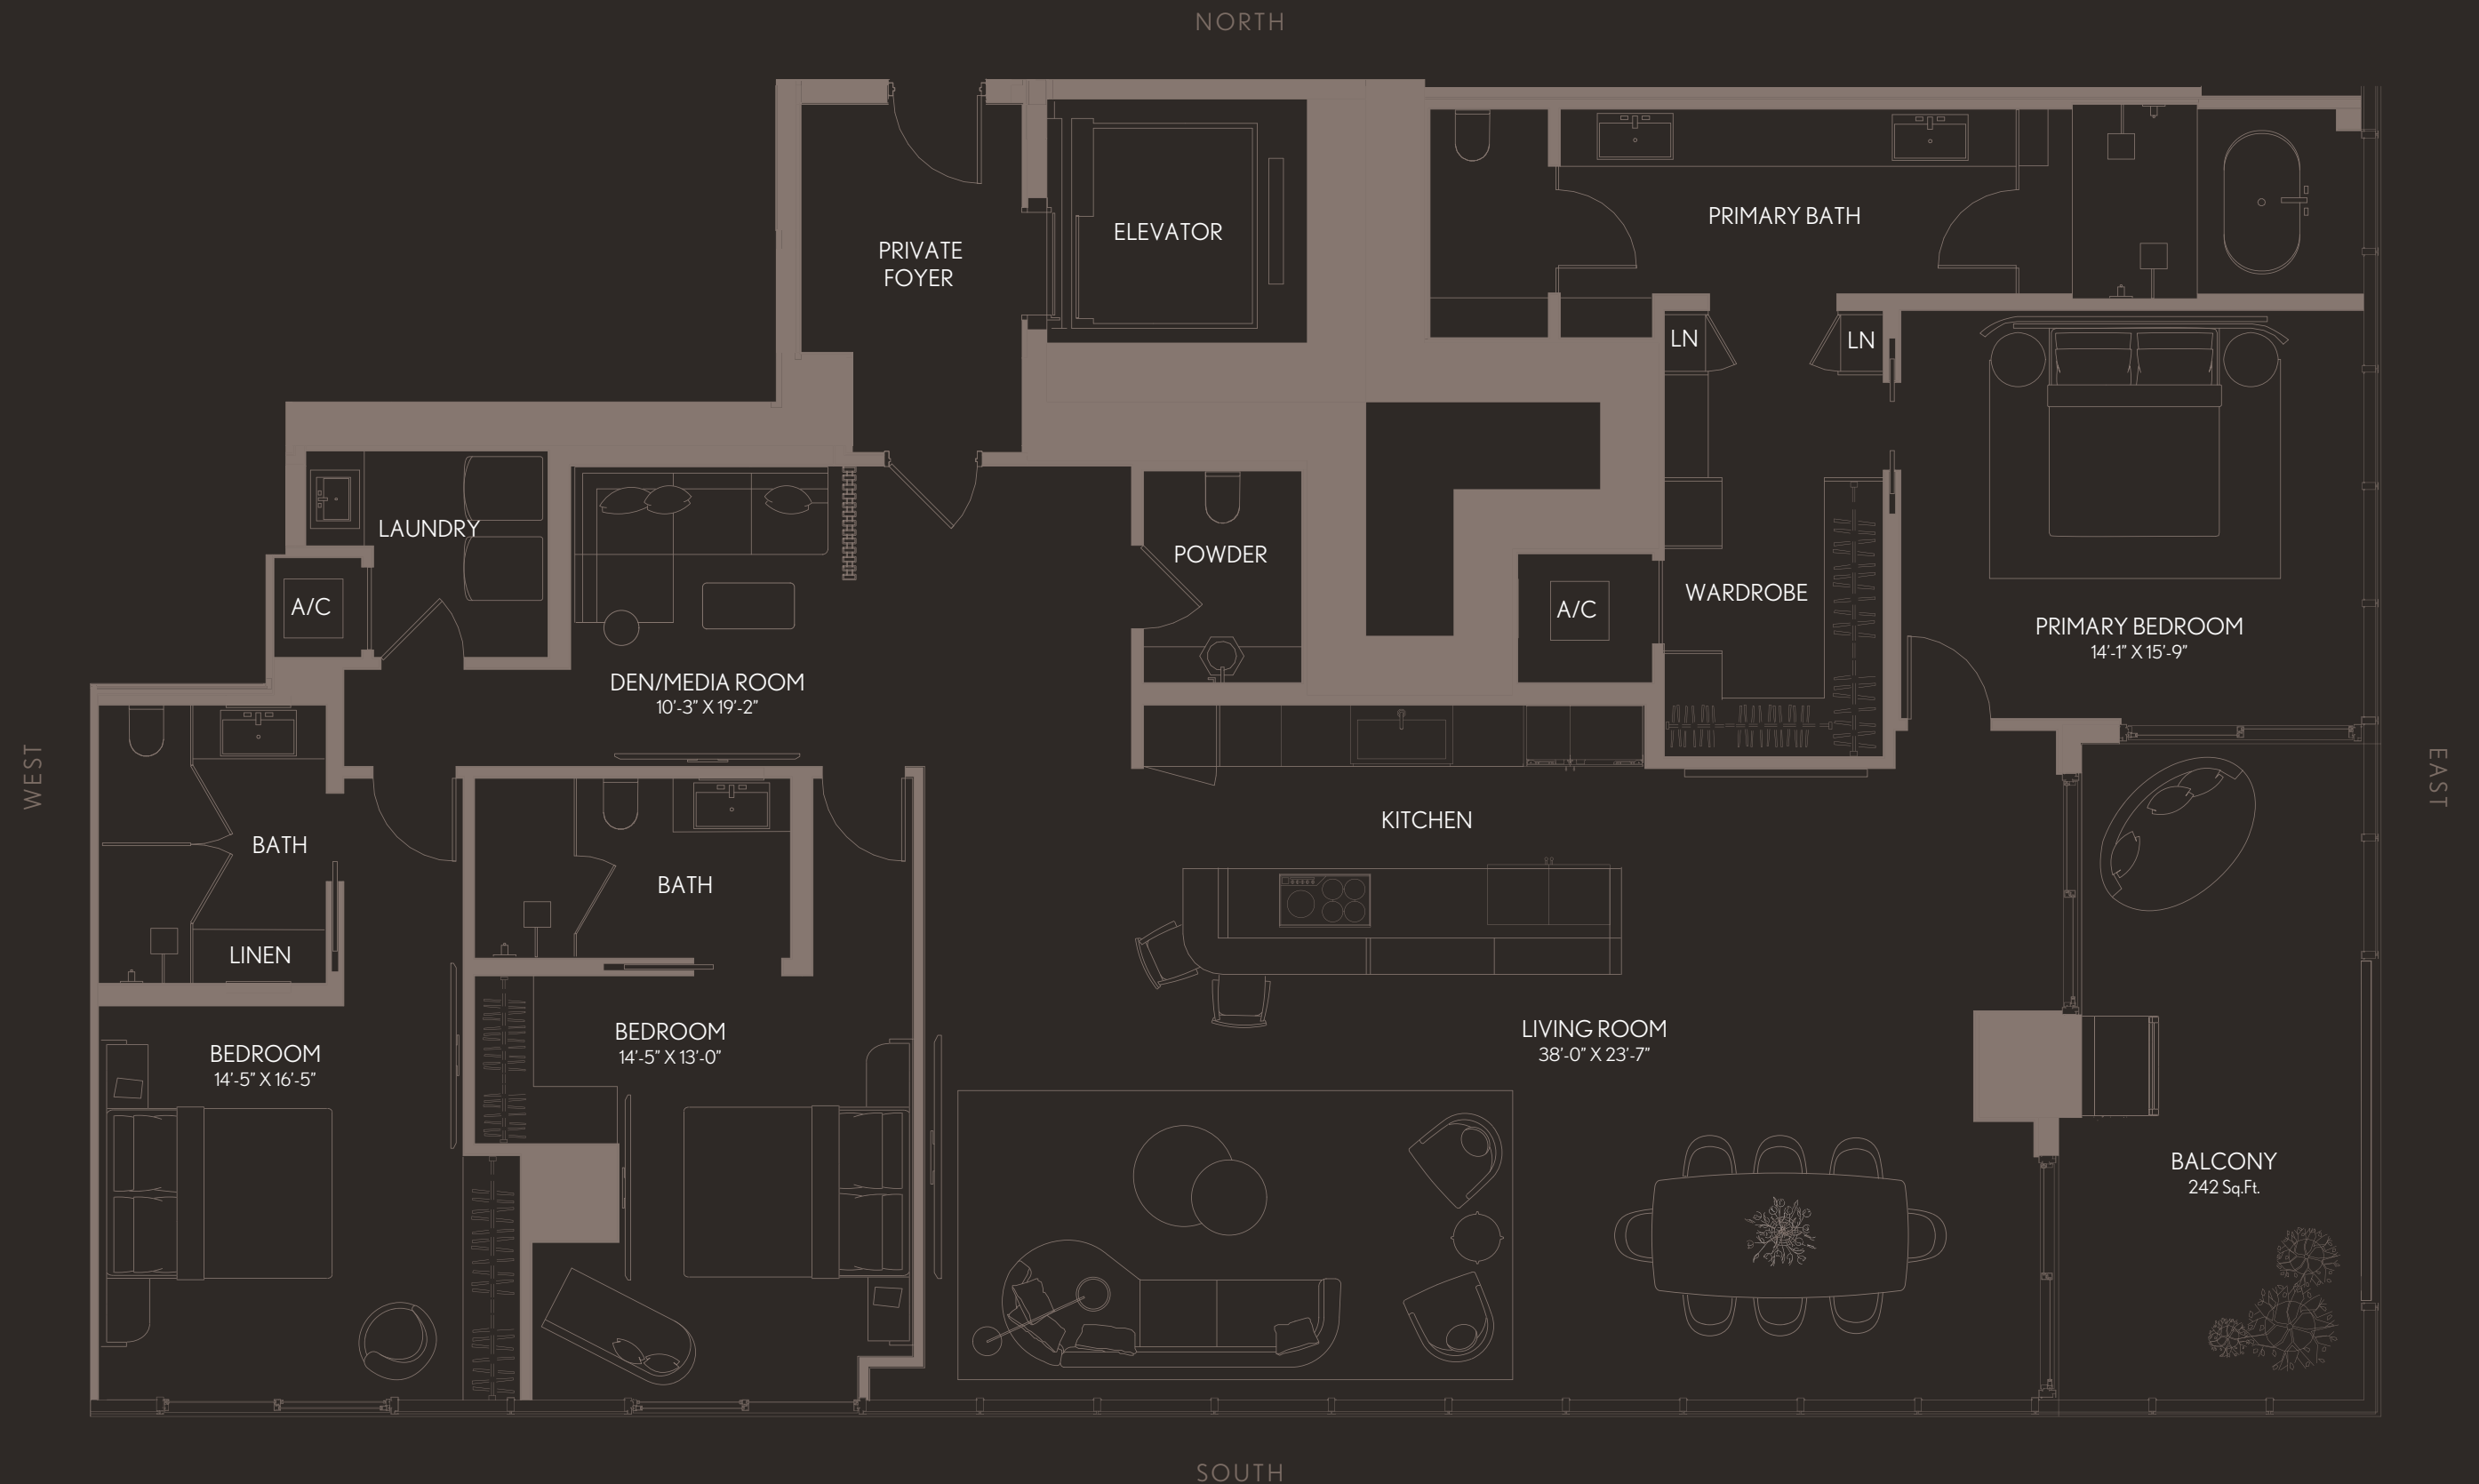 NORTH
PRIVATE
FOYER
ELEVATOR
PRIMARY BATH
LN
LN
LAUNDRY
POWDER
A/C
A/C
WARDROBE
PRIMARY BEDROOM
14'-1" X 15'-9"
DEN/MEDIA ROOM
10'-3" X 19'-2"
WEST
EAST
KITCHEN
BATH
BATH
LINEN
BEDROOM
14'-5" X 16'-5"
BEDROOM
14'-5" X 13'-0"
LIVING ROOM
38'-0" X 23'-7"
BALCONY
242 Sq.Ft.
SOUTH